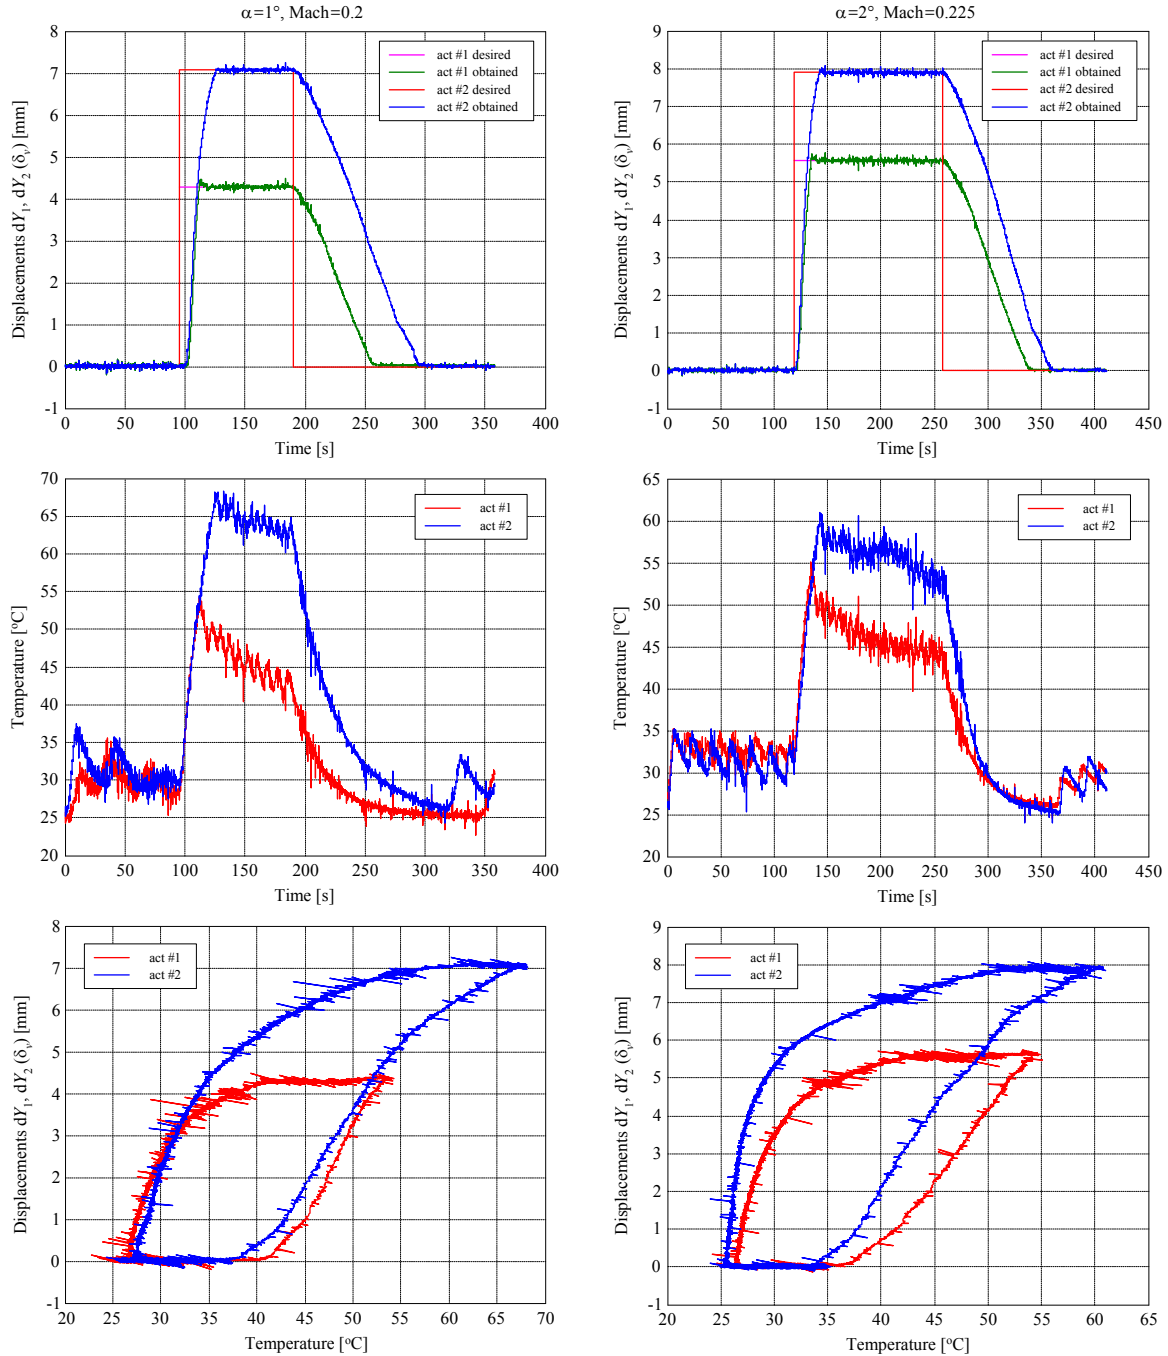 α=1°, Mach=0.2
8
7
6
5
4
3
2
1
0
-1
Displacements dY₁, dY₂ (δᵥ) [mm]
act #1 desired
act #1 obtained
act #2 desired
act #2 obtained
0 50 100 150 200 250 300 350 400
Time [s]
α=2°, Mach=0.225
9
8
7
6
5
4
3
2
1
0
-1
Displacements dY₁, dY₂ (δᵥ) [mm]
act #1 desired
act #1 obtained
act #2 desired
act #2 obtained
0 50 100 150 200 250 300 350 400 450
Time [s]
70
65
60
55
50
45
40
35
30
25
20
Temperature [°C]
act #1
act #2
0 50 100 150 200 250 300 350 400
Time [s]
65
60
55
50
45
40
35
30
25
20
Temperature [°C]
act #1
act #2
0 50 100 150 200 250 300 350 400 450
Time [s]
8
7
6
5
4
3
2
1
0
-1
Displacements dY₁, dY₂ (δᵥ) [mm]
act #1
act #2
20 25 30 35 40 45 50 55 60 65 70
Temperature [°C]
9
8
7
6
5
4
3
2
1
0
-1
Displacements dY₁, dY₂ (δᵥ) [mm]
act #1
act #2
20 25 30 35 40 45 50 55 60 65
Temperature [°C]